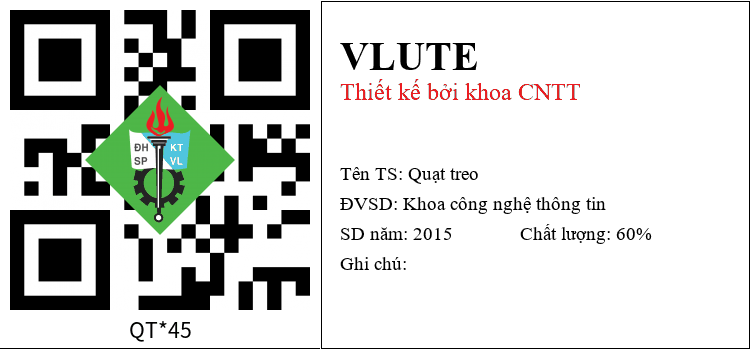 ĐH KT
SP VL
QT*45
VLUTE
Thiết kế bởi khoa CNTT
Tên TS: Quạt treo
ĐVSD: Khoa công nghệ thông tin
SD năm: 2015 Chất lượng: 60%
Ghi chú: